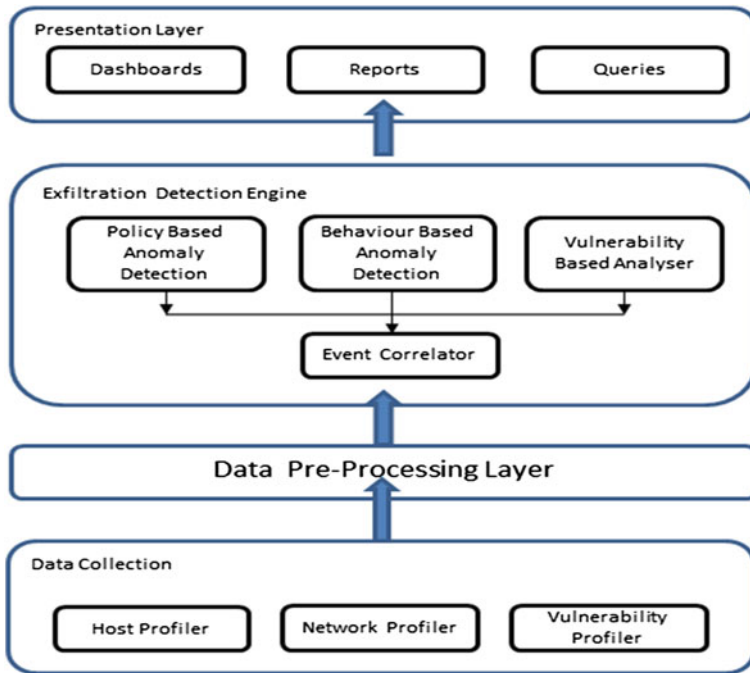 Presentation Layer
Dashboards
Reports
Queries
Exfiltration Detection Engine
Policy Based
Anomaly
Detection
Behaviour Based
Anomaly
Detection
Vulnerability
Based Analyser
Event Correlator
Data Pre-Processing Layer
Data Collection
Host Profiler
Network Profiler
Vulnerability
Profiler